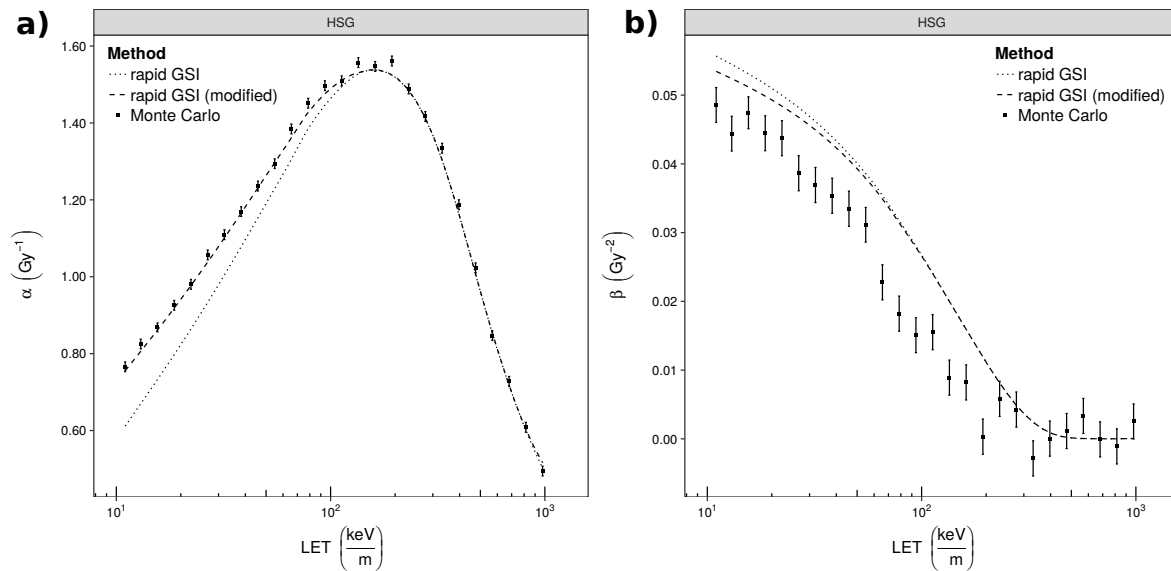 a)
HSG
Method
rapid GSI
rapid GSI (modified)
Monte Carlo
1.60
1.40
1.20
1.00
0.80
0.60
α (Gy⁻¹)
10¹ 10² 10³
LET (keV/m)
b)
HSG
Method
rapid GSI
rapid GSI (modified)
Monte Carlo
0.05
0.04
0.03
0.02
0.01
0.00
β (Gy⁻²)
10¹ 10² 10³
LET (keV/m)